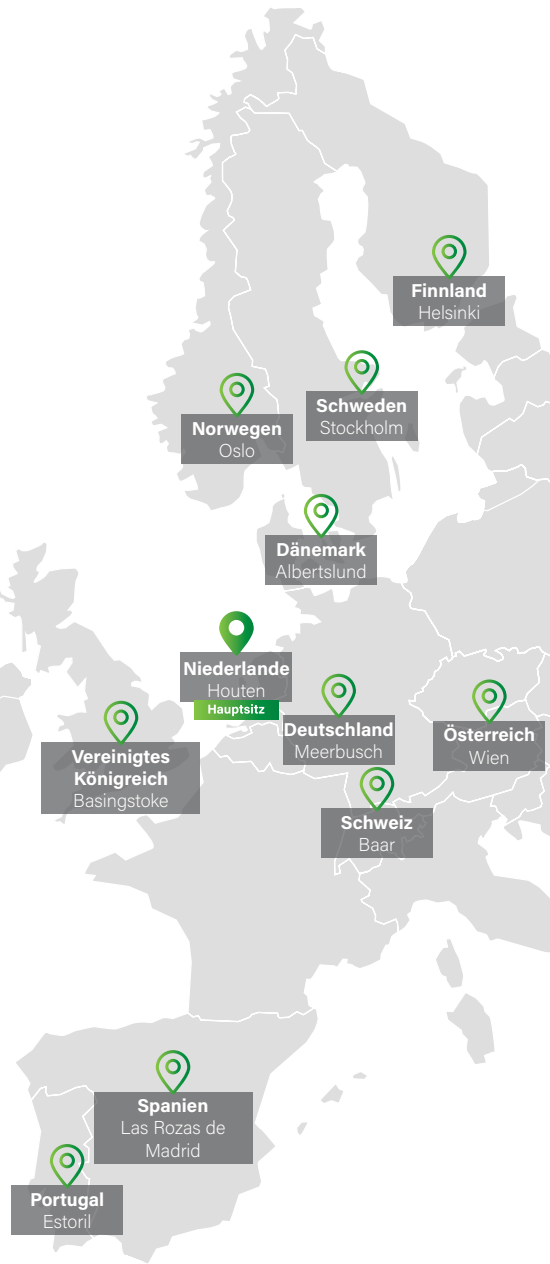 Finnland
Helsinki
Schweden
Stockholm
Norwegen
Oslo
Dänemark
Albertslund
Niederlande
Houten
Hauptsitz
Deutschland
Meerbusch
Österreich
Wien
Vereinigtes
Königreich
Basingstoke
Schweiz
Baar
Spanien
Las Rozas de
Madrid
Portugal
Estoril